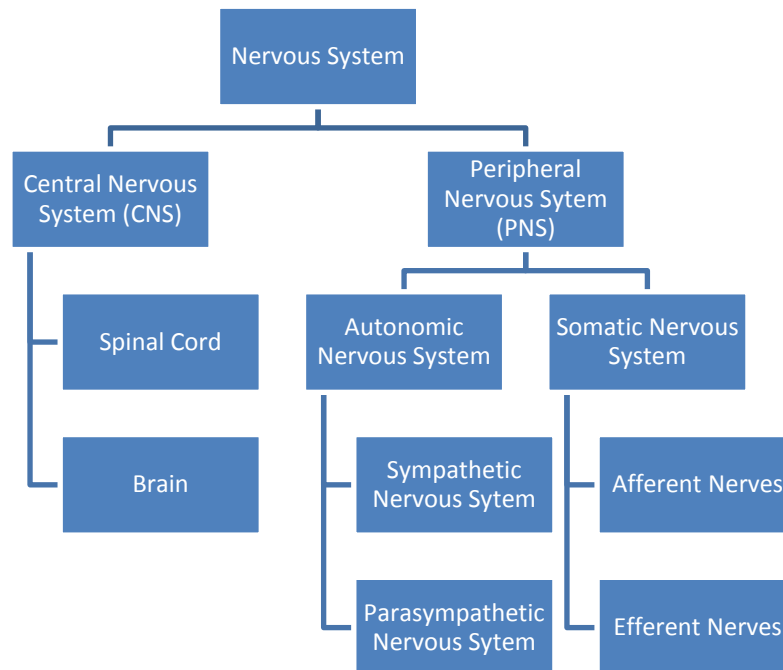 Nervous System
Central Nervous
System (CNS)
Peripheral
Nervous Sytem
(PNS)
Spinal Cord
Autonomic
Nervous System
Somatic Nervous
System
Brain
Sympathetic
Nervous Sytem
Afferent Nerves
Parasympathetic
Nervous Sytem
Efferent Nerves